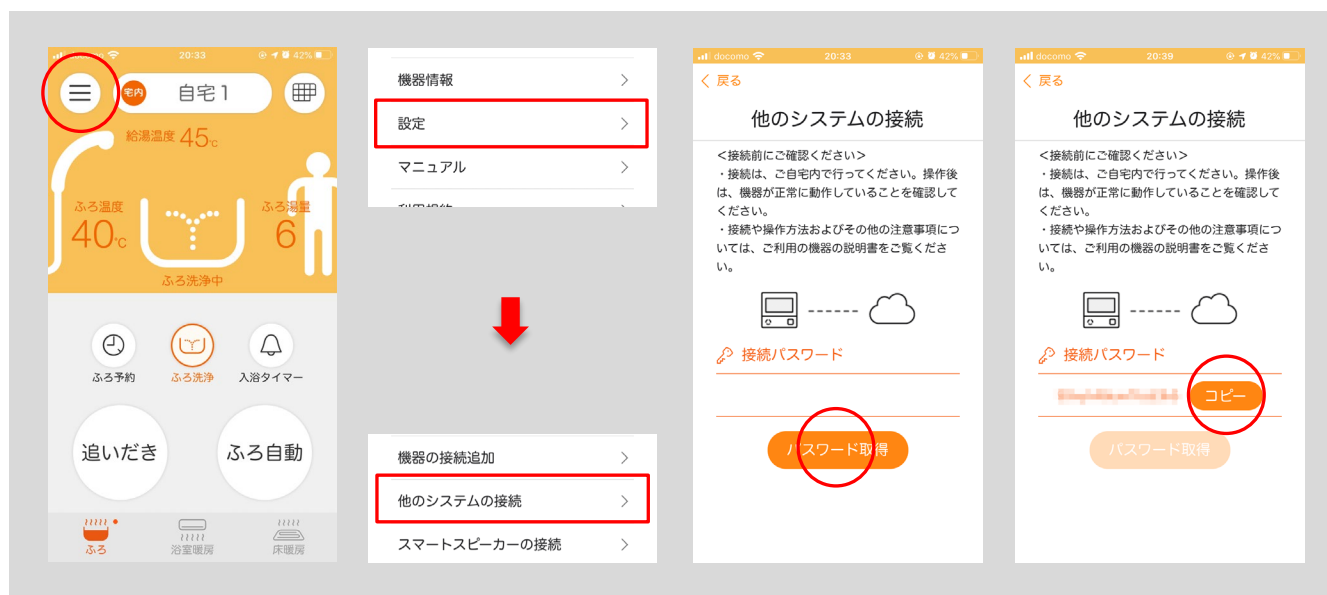 docomo 20:33 42%
宅内 自宅1
給湯温度 45℃
ふろ温度
40℃
ふろ湯量
6
ふろ洗浄中
ふろ予約 ふろ洗浄 入浴タイマー
追いだき ふろ自動
ふろ 浴室暖房 床暖房
機器情報
設定
マニュアル
機器の接続追加
他のシステムの接続
スマートスピーカーの接続
docomo 20:33 42%
戻る
他のシステムの接続
<接続前にご確認ください>
・接続は、ご自宅内で行ってください。操作後
は、機器が正常に動作していることを確認して
ください。
・接続や操作方法およびその他の注意事項につ
いては、ご利用の機器の説明書をご覧くださ
い。
接続パスワード
パスワード取得
docomo 20:39 42%
戻る
他のシステムの接続
<接続前にご確認ください>
・接続は、ご自宅内で行ってください。操作後
は、機器が正常に動作していることを確認して
ください。
・接続や操作方法およびその他の注意事項につ
いては、ご利用の機器の説明書をご覧くださ
い。
接続パスワード
コピー
パスワード取得